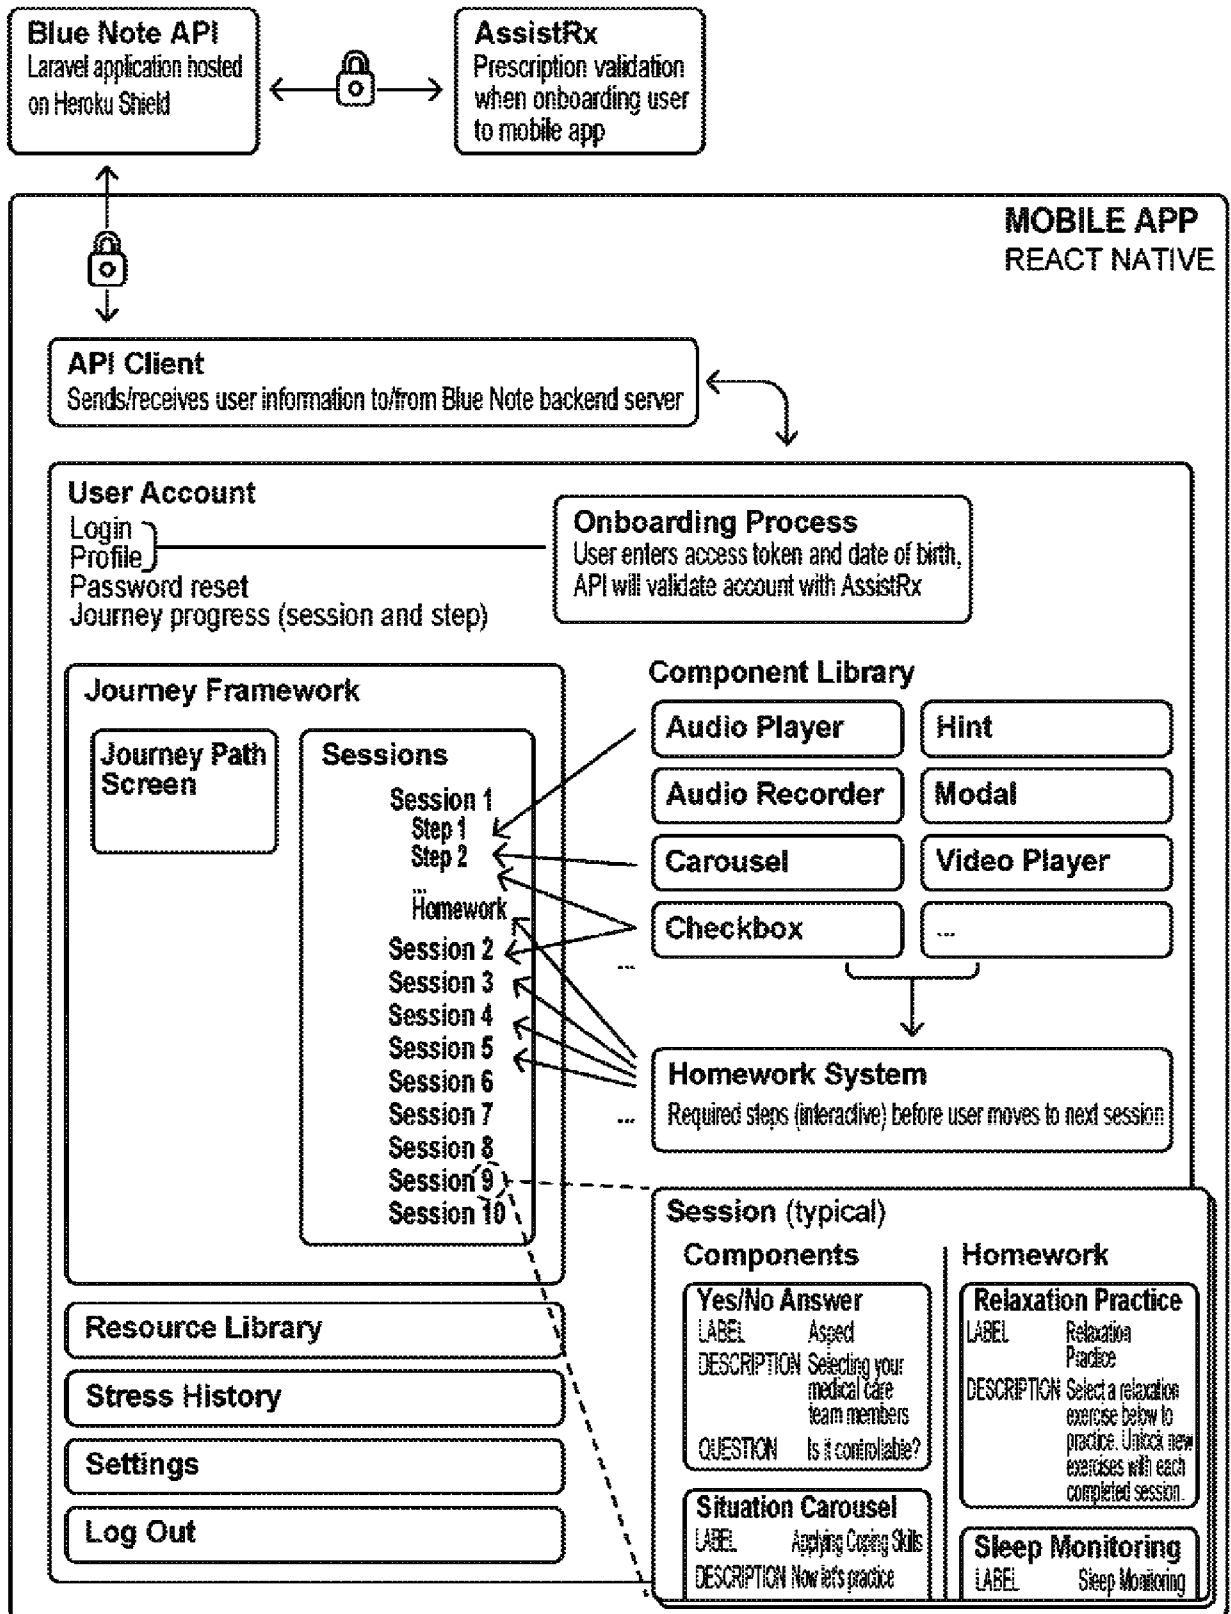 Blue Note API
Laravel application hosted
on Heroku Shield
AssistRx
Prescription validation
when onboarding user
to mobile app
MOBILE APP
REACT NATIVE
API Client
Sends/receives user information to/from Blue Note backend server
User Account
Login
Profile
Password reset
Journey progress (session and step)
Onboarding Process
User enters access token and date of birth,
API will validate account with AssistRx
Journey Framework
Journey Path
Screen
Sessions
Session 1
Step 1
Step 2
...
Homework
Session 2
Session 3
Session 4
Session 5
Session 6
Session 7
Session 8
Session 9
Session 10
Component Library
Audio Player
Hint
Audio Recorder
Modal
Carousel
Video Player
Checkbox
...
...
Homework System
Required steps (interactive) before user moves to next session
...
Session (typical)
Components
Yes/No Answer
LABEL Aspect
DESCRIPTION Selecting your
medical care
team members
QUESTION Is it controllable?
Situation Carousel
LABEL Applying Coping Skills
DESCRIPTION Now let's practice
Homework
Relaxation Practice
LABEL Relaxation
Practice
DESCRIPTION Select a relaxation
exercise below to
practice. Unlock new
exercises with each
completed session.
Sleep Monitoring
LABEL Sleep Monitoring
Resource Library
Stress History
Settings
Log Out